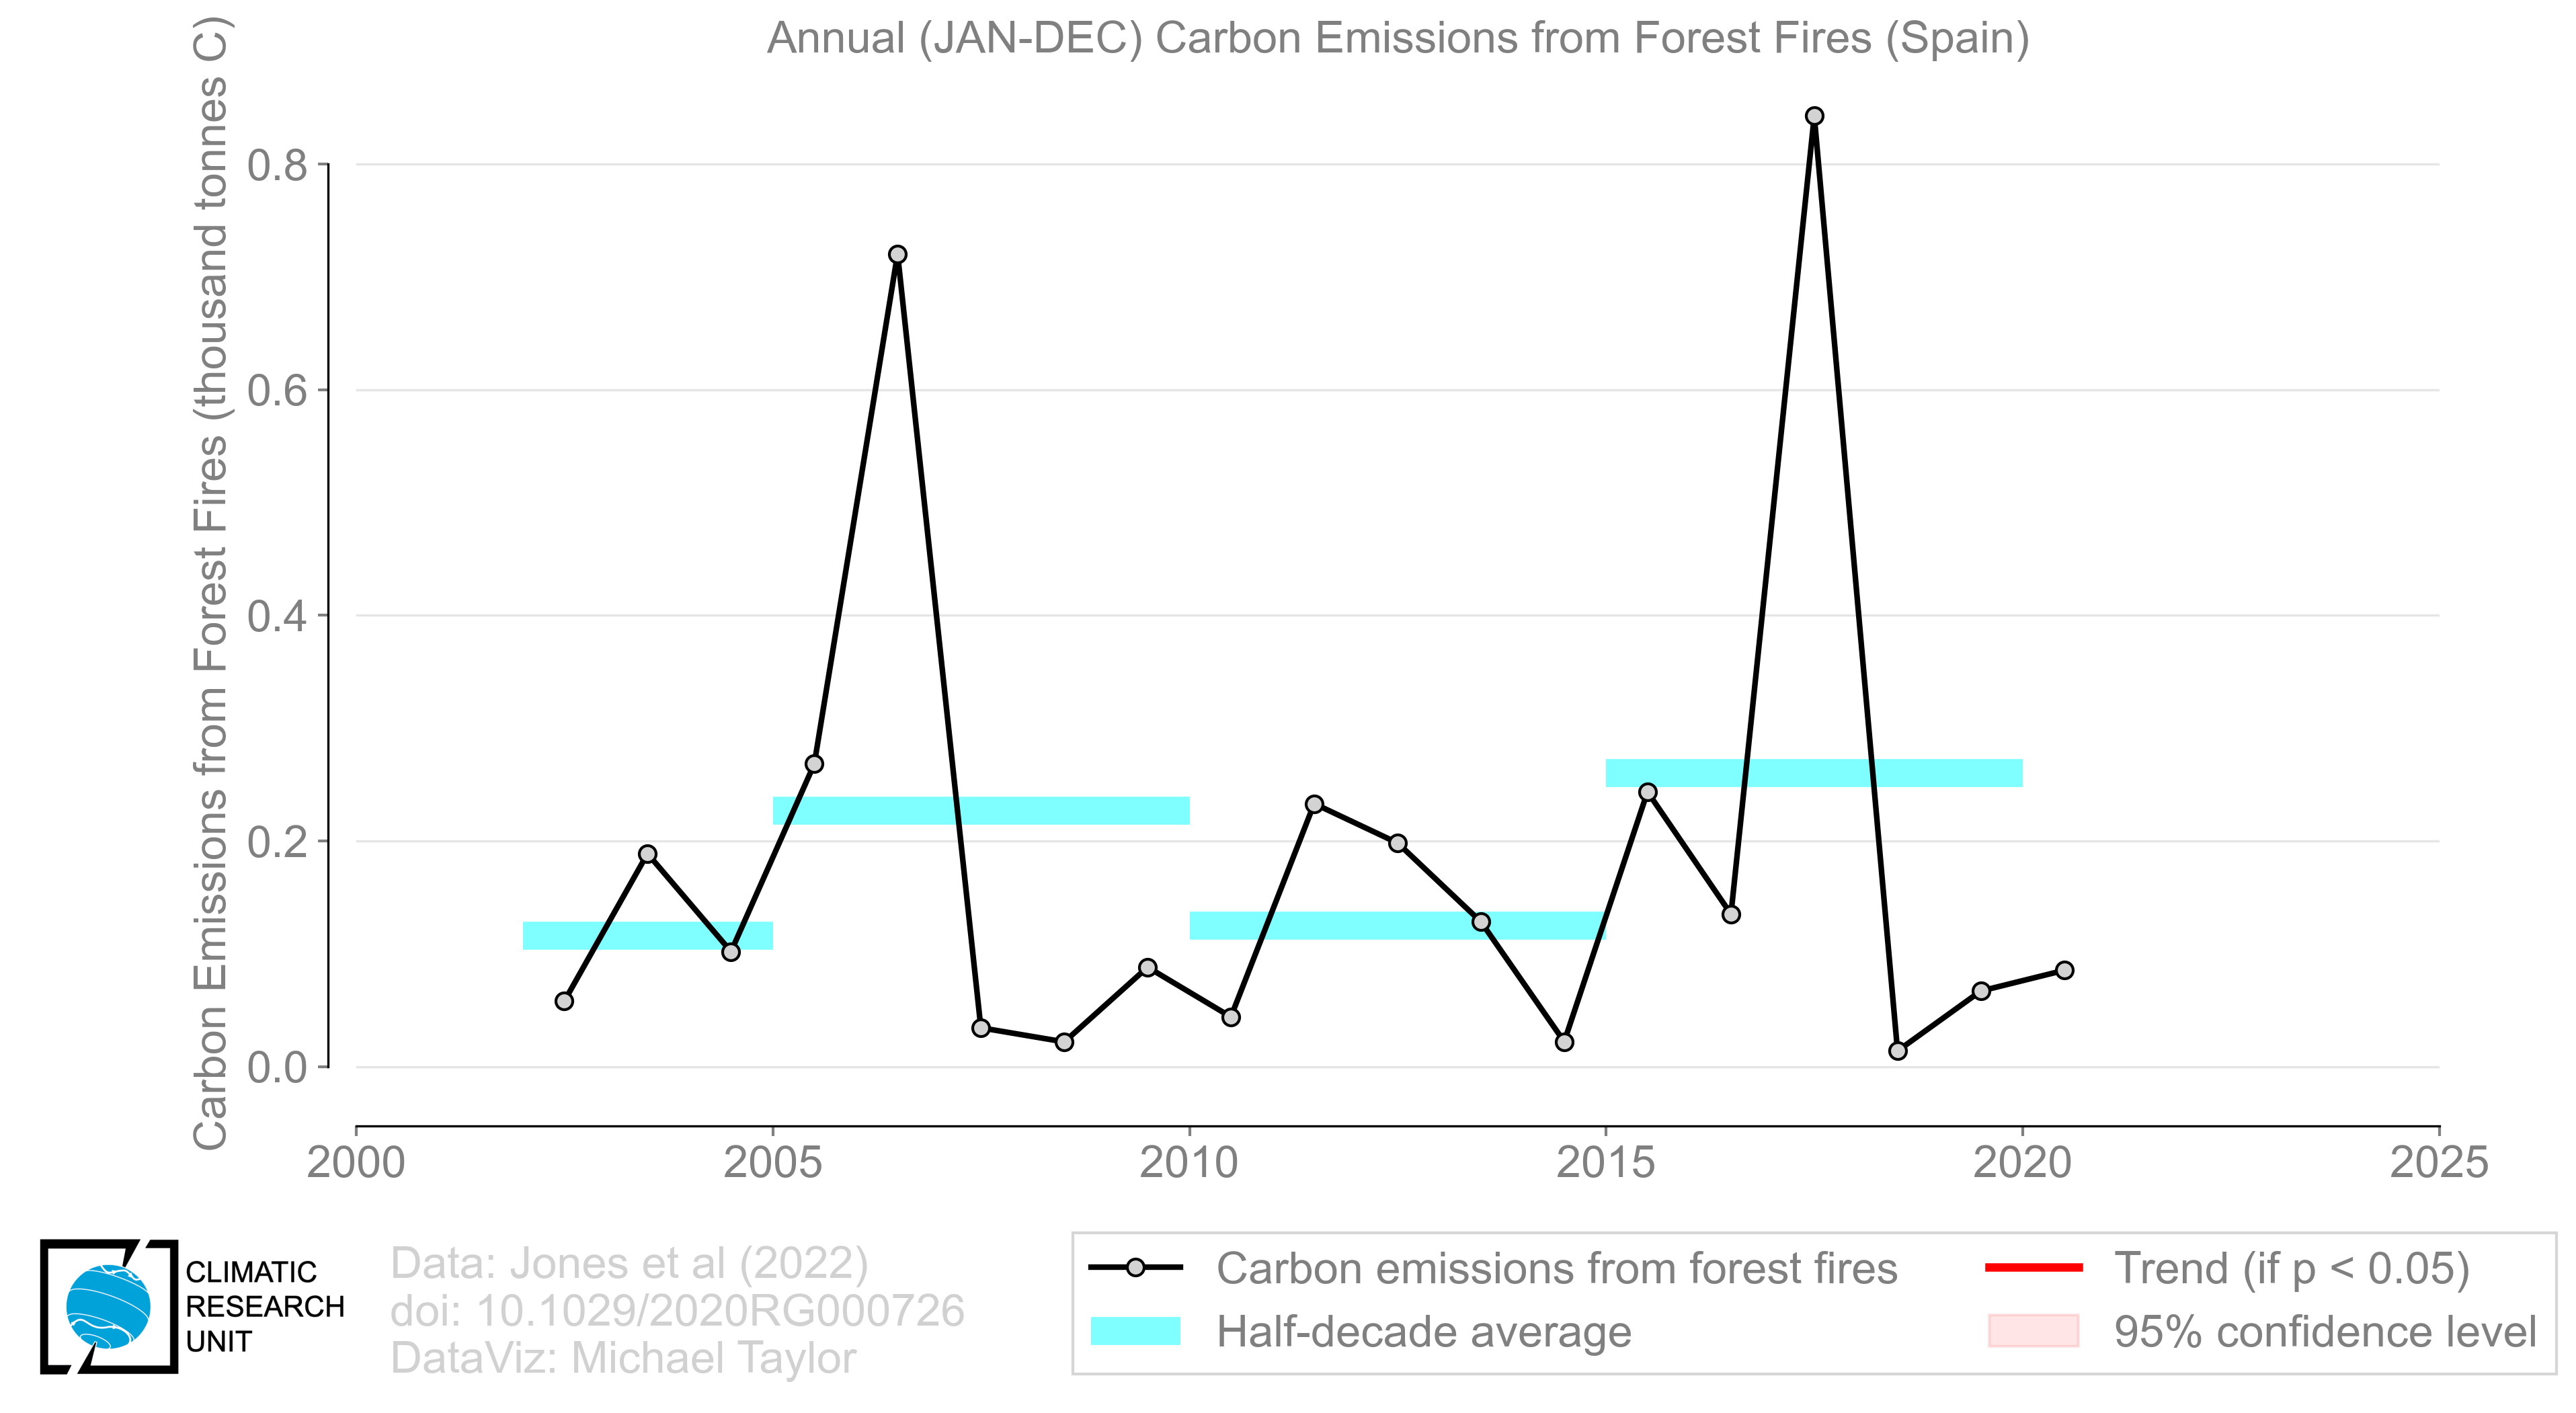 Annual (JAN-DEC) Carbon Emissions from Forest Fires (Spain)
Carbon Emissions from Forest Fires (thousand tonnes C)
0.8
0.6
0.4
0.2
0.0
2000 2005 2010 2015 2020 2025
CLIMATIC
RESEARCH
UNIT
Data: Jones et al (2022)
doi: 10.1029/2020RG000726
DataViz: Michael Taylor
Carbon emissions from forest fires
Half-decade average
Trend (if p < 0.05)
95% confidence level